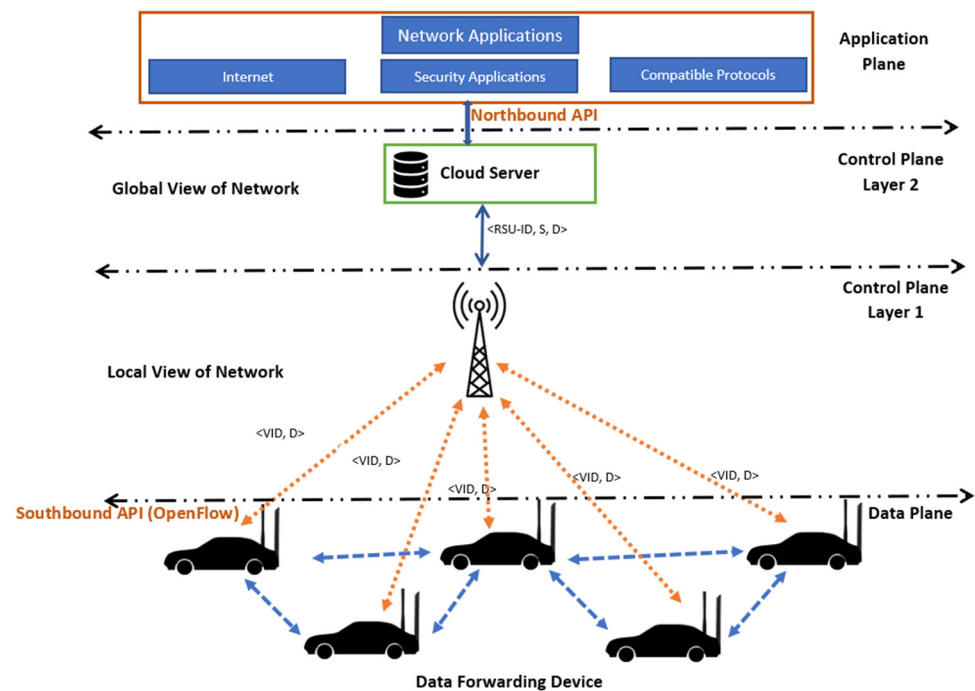 Network Applications
Application
Plane
Internet
Security Applications
Compatible Protocols
Northbound API
Cloud Server
Control Plane
Layer 2
Global View of Network
<RSU-ID, S, D>
Control Plane
Layer 1
Local View of Network
<VID, D>
<VID, D>
<VID, D>
<VID, D>
<VID, D>
Southbound API (OpenFlow)
Data Plane
Data Forwarding Device